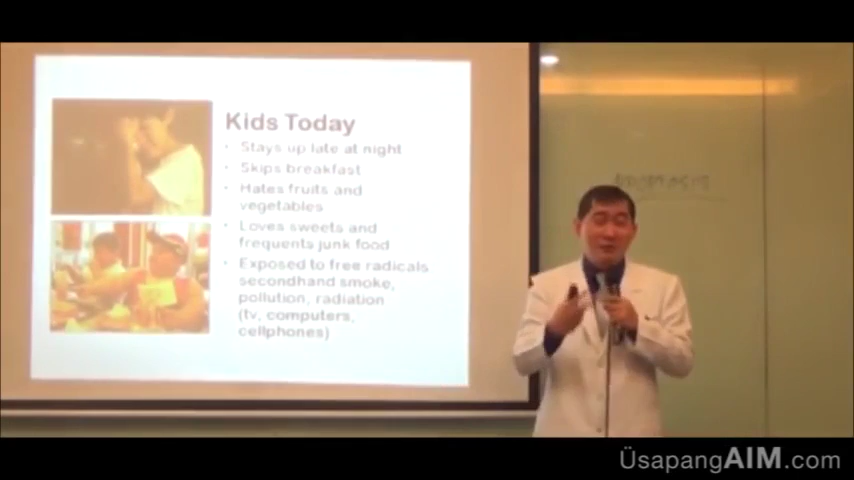 Kids Today
• Stays up late at night
• Skips breakfast
• Hates fruits and
vegetables
• Loves sweets and
frequents junk food
• Exposed to free radicals
secondhand smoke,
pollution, radiation
(tv, computers,
cellphones)
ÜsapangAIM.com